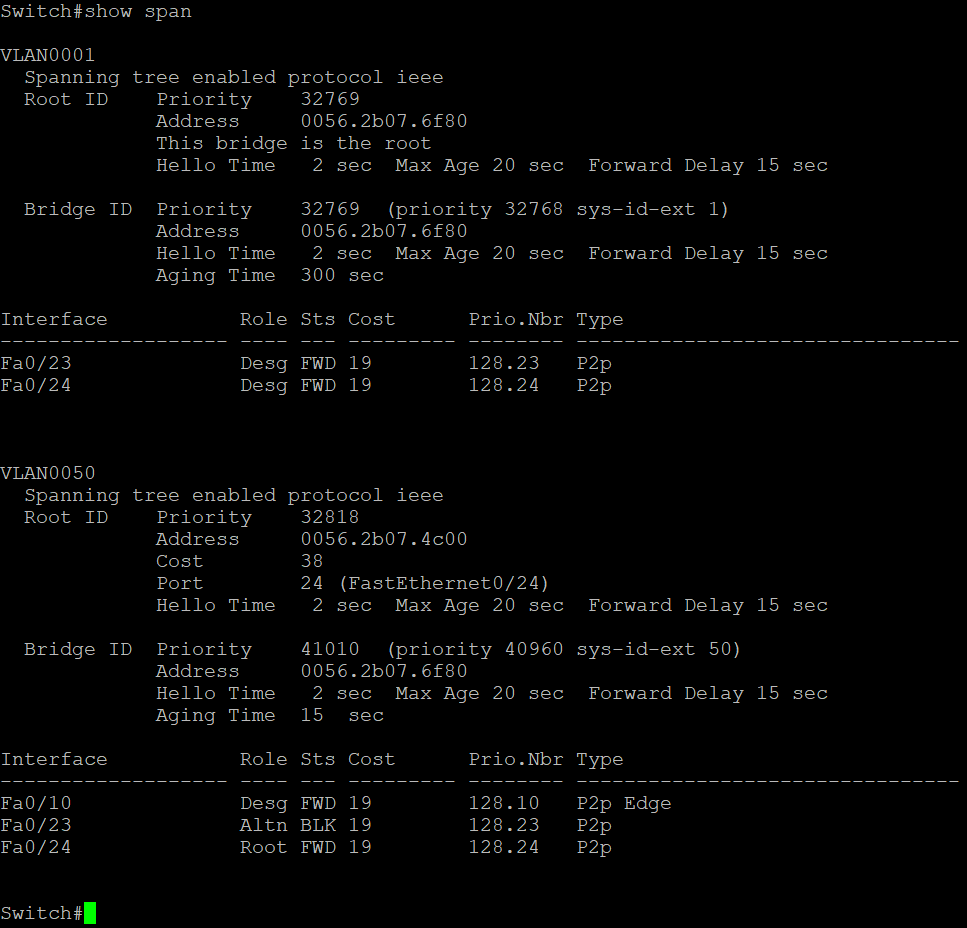 Switch#show span
VLAN0001
  Spanning tree enabled protocol ieee
  Root ID    Priority    32769
             Address     0056.2b07.6f80
             This bridge is the root
             Hello Time   2 sec  Max Age 20 sec  Forward Delay 15 sec
  Bridge ID  Priority    32769  (priority 32768 sys-id-ext 1)
             Address     0056.2b07.6f80
             Hello Time   2 sec  Max Age 20 sec  Forward Delay 15 sec
             Aging Time  300 sec
Interface           Role Sts Cost      Prio.Nbr Type
------------------- ---- --- --------- -------- --------------------------------
Fa0/23              Desg FWD 19        128.23   P2p
Fa0/24              Desg FWD 19        128.24   P2p
VLAN0050
  Spanning tree enabled protocol ieee
  Root ID    Priority    32818
             Address     0056.2b07.4c00
             Cost        38
             Port        24 (FastEthernet0/24)
             Hello Time   2 sec  Max Age 20 sec  Forward Delay 15 sec
  Bridge ID  Priority    41010  (priority 40960 sys-id-ext 50)
             Address     0056.2b07.6f80
             Hello Time   2 sec  Max Age 20 sec  Forward Delay 15 sec
             Aging Time  15  sec
Interface           Role Sts Cost      Prio.Nbr Type
------------------- ---- --- --------- -------- --------------------------------
Fa0/10              Desg FWD 19        128.10   P2p Edge
Fa0/23              Altn BLK 19        128.23   P2p
Fa0/24              Root FWD 19        128.24   P2p
Switch#